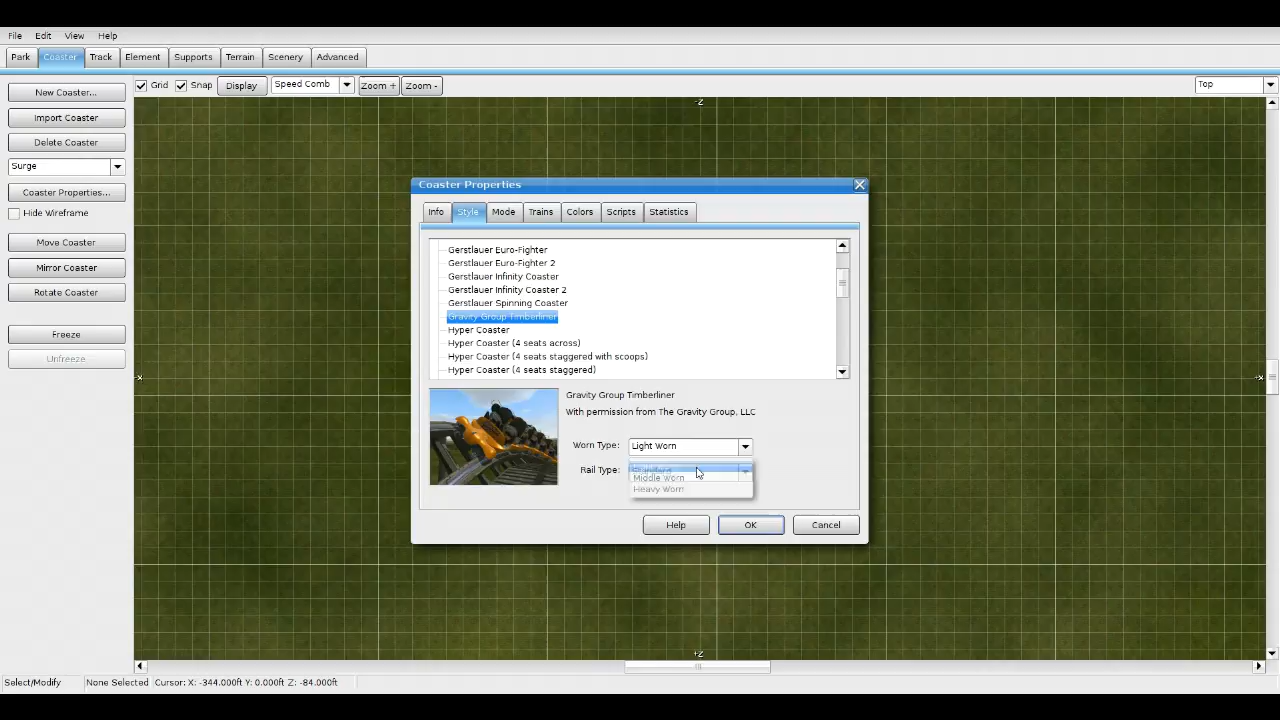 File Edit View Help
Park Coaster Track Element Supports Terrain Scenery Advanced
New Coaster... Grid Snap Display Speed Comb Zoom + Zoom - Top
-Z
Import Coaster
Delete Coaster
Surge
Coaster Properties...
Hide Wireframe
Move Coaster
Mirror Coaster
Rotate Coaster
Freeze
Unfreeze
Coaster Properties
Info Style Mode Trains Colors Scripts Statistics
Gerstlauer Euro-Fighter
Gerstlauer Euro-Fighter 2
Gerstlauer Infinity Coaster
Gerstlauer Infinity Coaster 2
Gerstlauer Spinning Coaster
Gravity Group Timberliner
Hyper Coaster
Hyper Coaster (4 seats across)
Hyper Coaster (4 seats staggered with scoops)
Hyper Coaster (4 seats staggered)
Gravity Group Timberliner
With permission from The Gravity Group, LLC
Worn Type: Light Worn
Rail Type: Standard
Middle Worn
Heavy Worn
Help OK Cancel
+Z
Select/Modify None Selected Cursor: X: -344.000ft Y: 0.000ft Z: -84.000ft